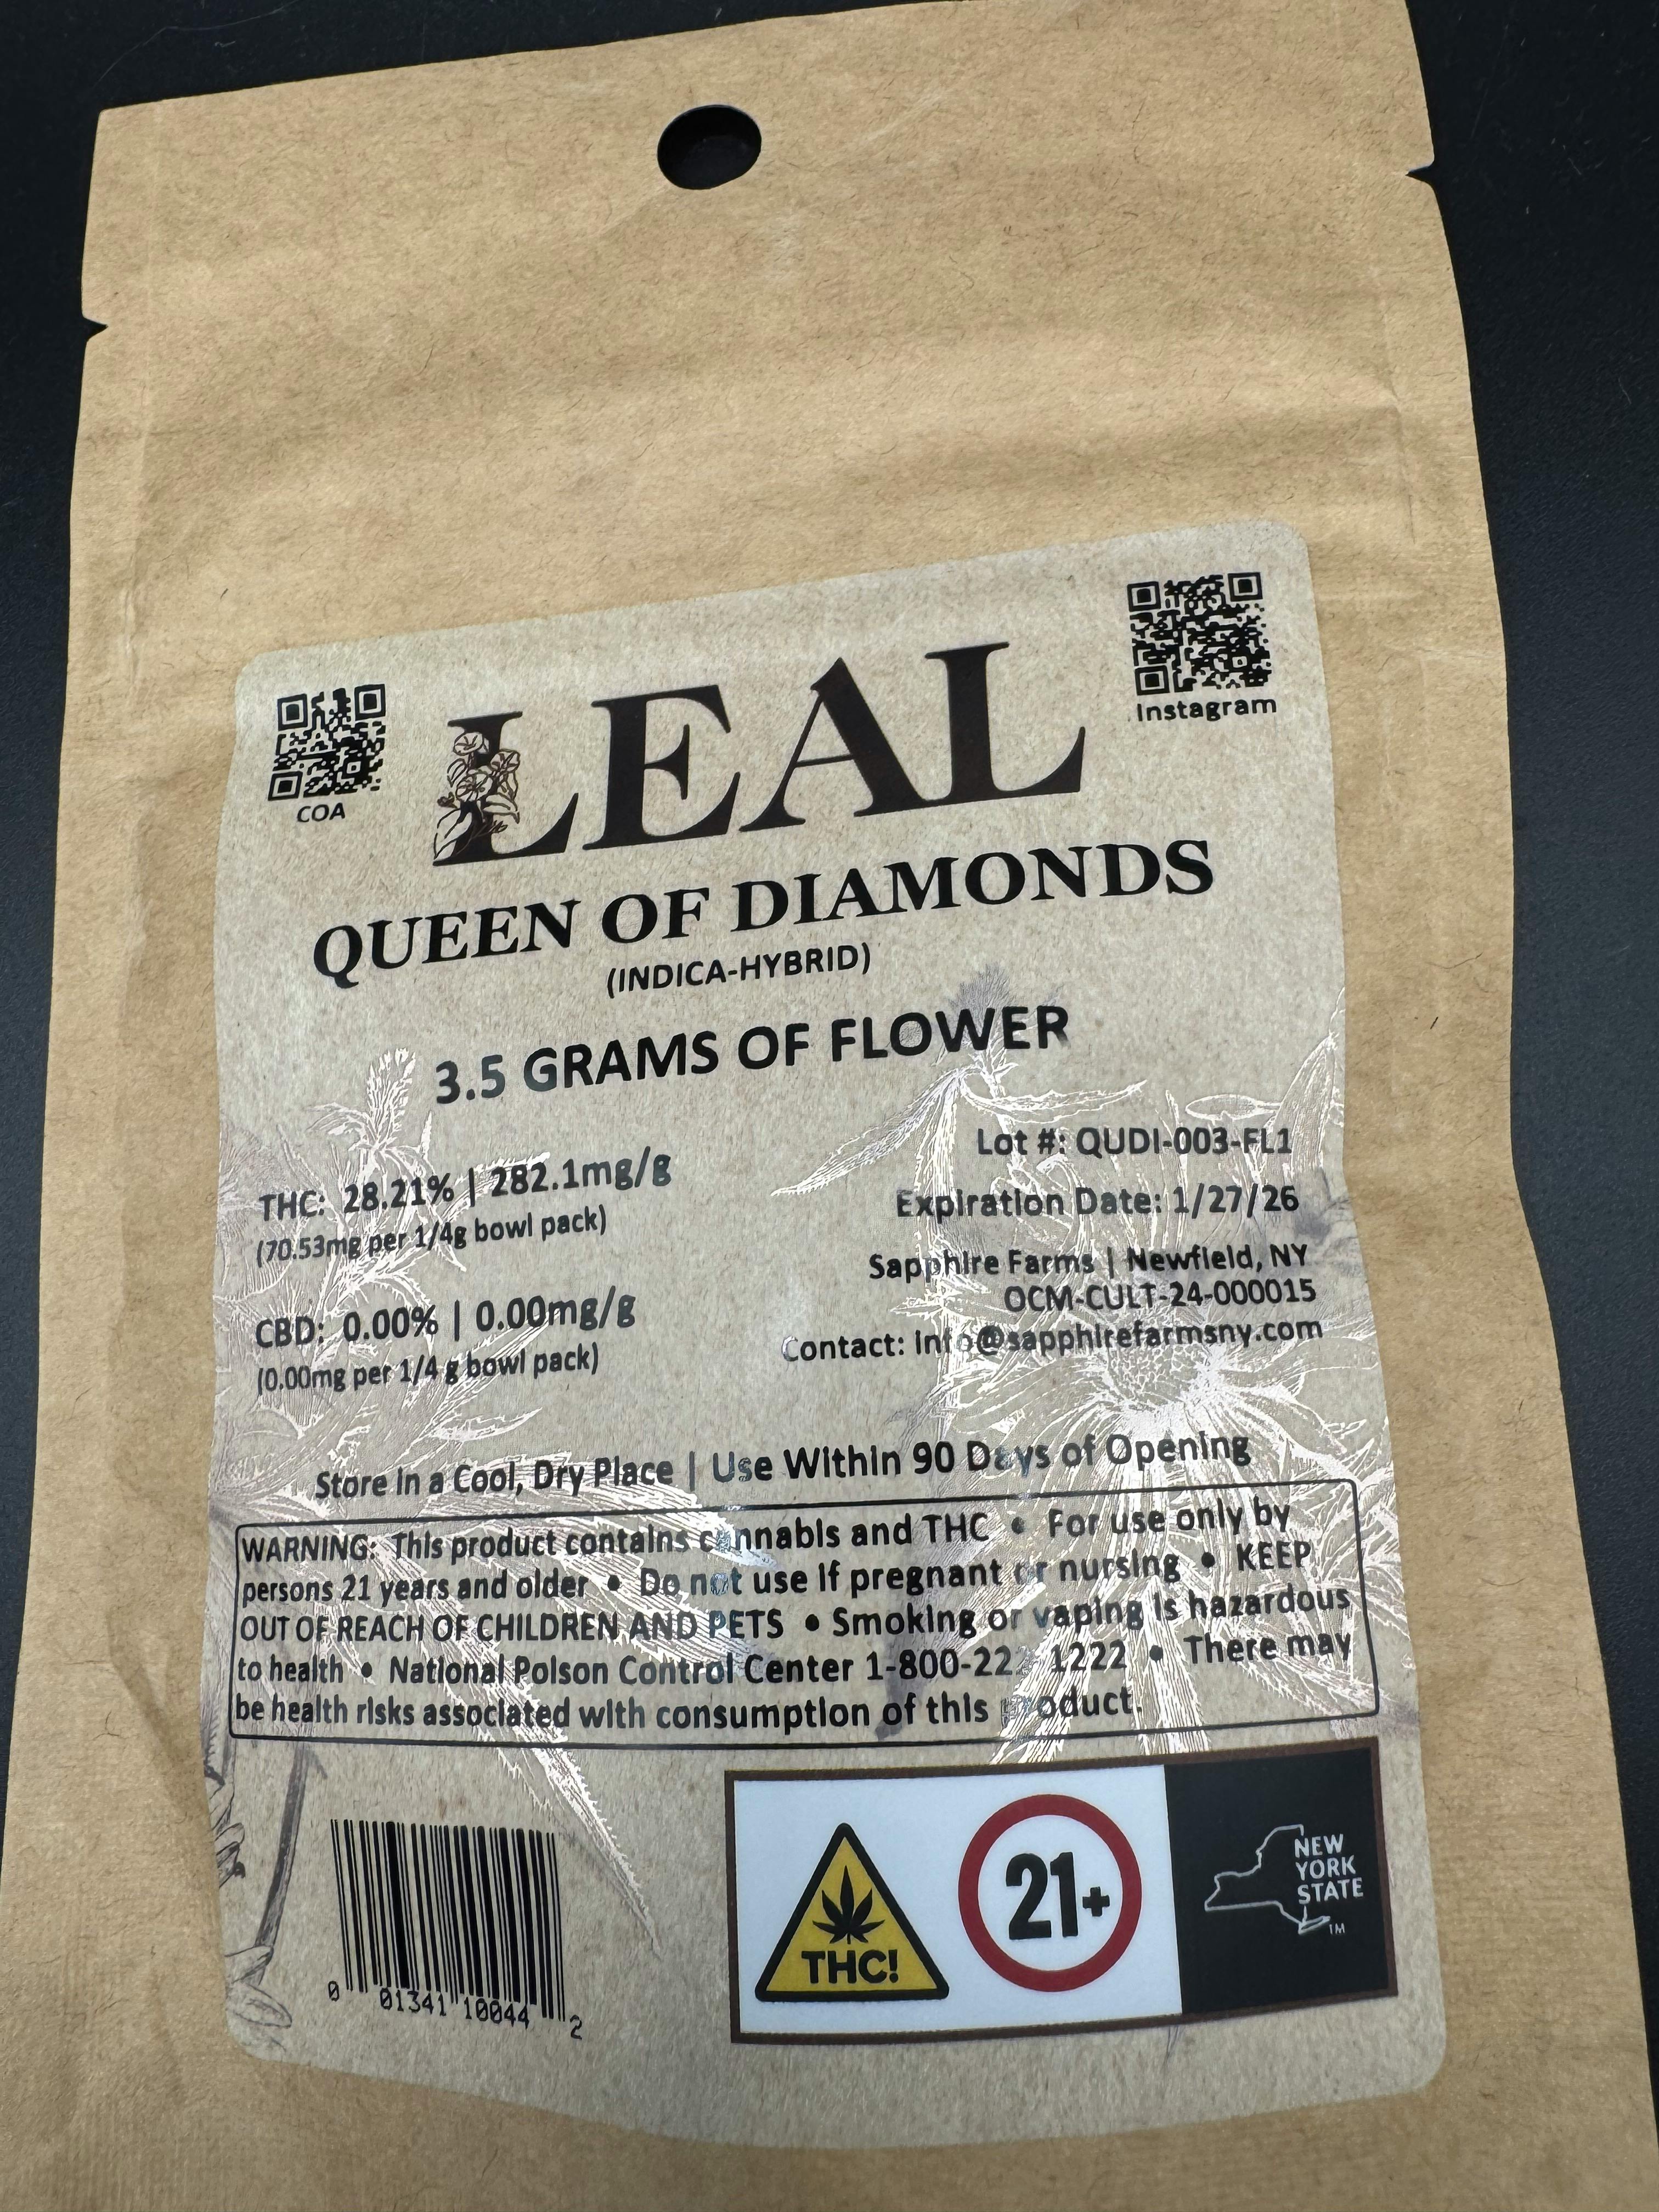 LEAL
COA
Instagram
QUEEN OF DIAMONDS
(INDICA-HYBRID)
3.5 GRAMS OF FLOWER
THC: 28.21% | 282.1mg/g
(70.53mg per 1/4g bowl pack)
CBD: 0.00% | 0.00mg/g
(0.00mg per 1/4 g bowl pack)
Lot #: QUDI-003-FL1
Expiration Date: 1/27/26
Sapphire Farms | Newfield, NY
OCM-CULT-24-000015
Contact: info@sapphirefarmsny.com
Store in a Cool, Dry Place | Use Within 90 Days of Opening
WARNING: This product contains cannabis and THC • For use only by
persons 21 years and older • Do not use if pregnant or nursing • KEEP
OUT OF REACH OF CHILDREN AND PETS • Smoking or vaping is hazardous
to health • National Poison Control Center 1-800-222-1222 • There may
be health risks associated with consumption of this product.
0 01341 10044 2
THC!
21+
NEW
YORK
STATE
TM